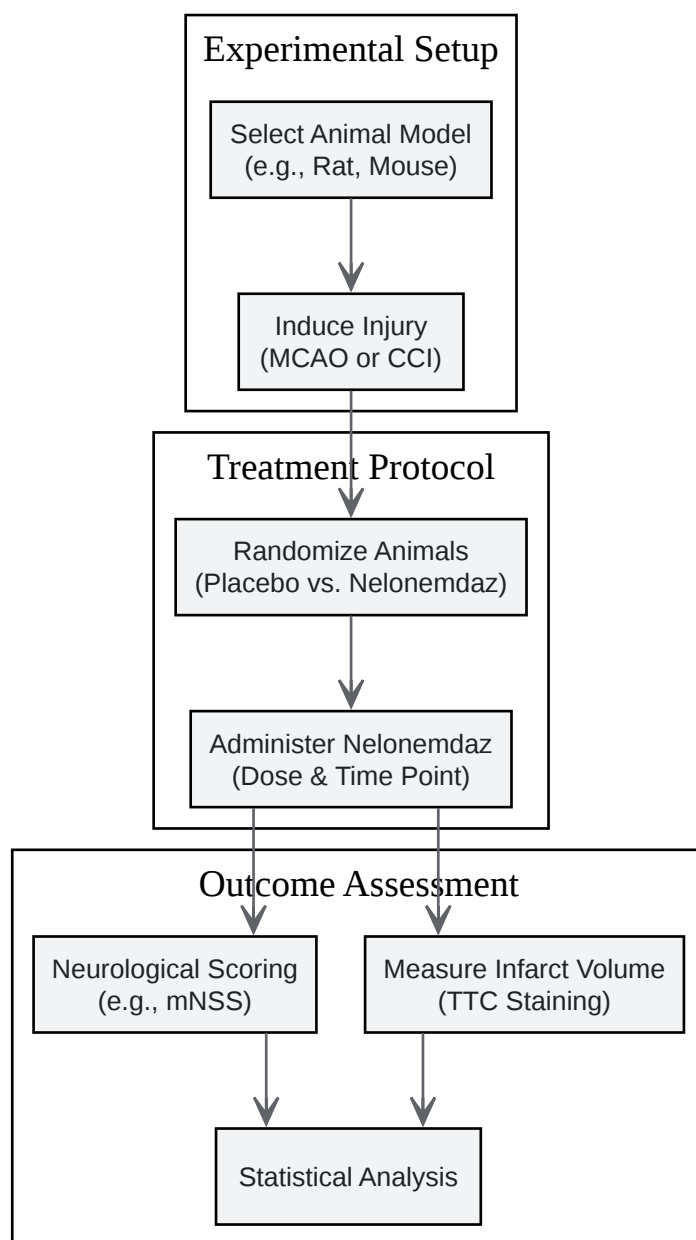 Experimental Setup
Select Animal Model
(e.g., Rat, Mouse)
Induce Injury
(MCAO or CCI)
Treatment Protocol
Randomize Animals
(Placebo vs. Nelonemdaz)
Administer Nelonemdaz
(Dose & Time Point)
Outcome Assessment
Neurological Scoring
(e.g., mNSS)
Measure Infarct Volume
(TTC Staining)
Statistical Analysis